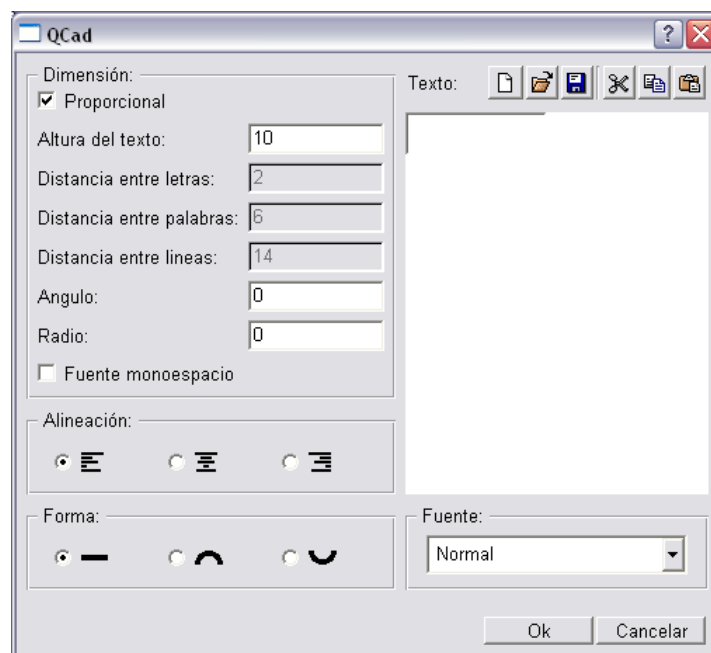 QCad
Dimensión:
Proporcional
Altura del texto: 10
Distancia entre letras: 2
Distancia entre palabras: 6
Distancia entre lineas: 14
Angulo: 0
Radio: 0
Fuente monoespacio
Alineación:
Forma:
Texto:
Fuente:
Normal
Ok Cancelar